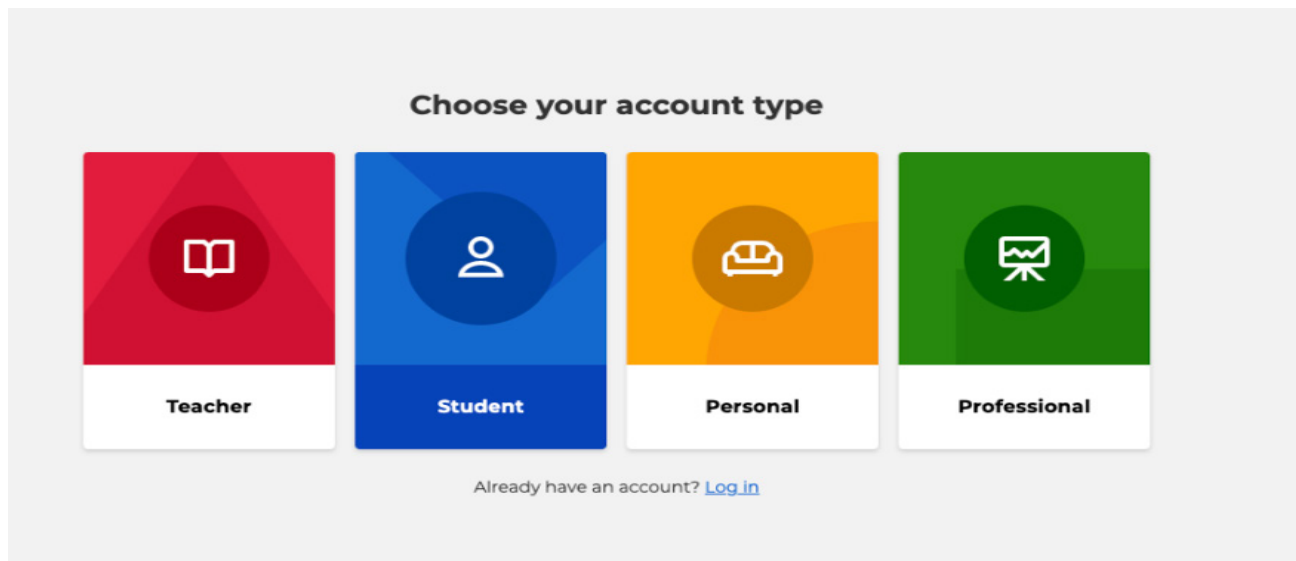 Choose your account type
Teacher
Student
Personal
Professional
Already have an account? Log in